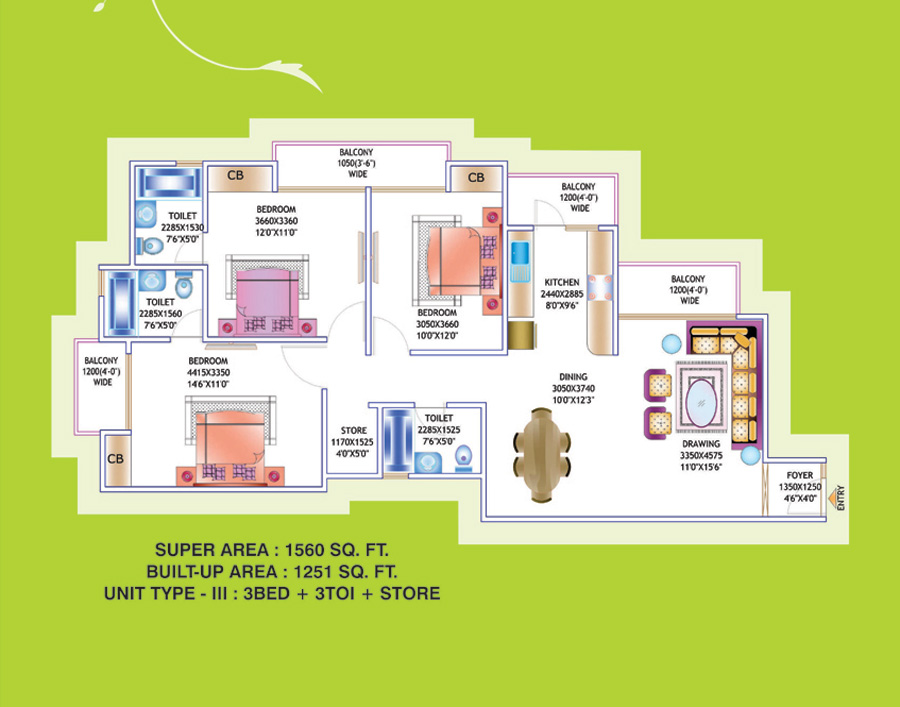 BALCONY
1050(3'-6")
WIDE
CB
CB
BALCONY
1200(4'-0")
WIDE
TOILET
2285X1530
7'6"X5'0"
BEDROOM
3660X3360
12'0"X11'0"
BALCONY
1200(4'-0")
WIDE
KITCHEN
2440X2885
8'0"X9'6"
TOILET
2285X1560
7'6"X5'0"
BEDROOM
3050X3660
10'0"X12'0"
BALCONY
1200(4'-0")
WIDE
BEDROOM
4415X3350
14'6"X11'0"
DINING
3050X3740
10'0"X12'3"
CB
STORE
1170X1525
4'0"X5'0"
TOILET
2285X1525
7'6"X5'0"
DRAWING
3350X4575
11'0"X15'6"
FOYER
1350X1250
4'6"X4'0"
ENTRY
SUPER AREA : 1560 SQ. FT.
BUILT-UP AREA : 1251 SQ. FT.
UNIT TYPE - III : 3BED + 3TOI + STORE